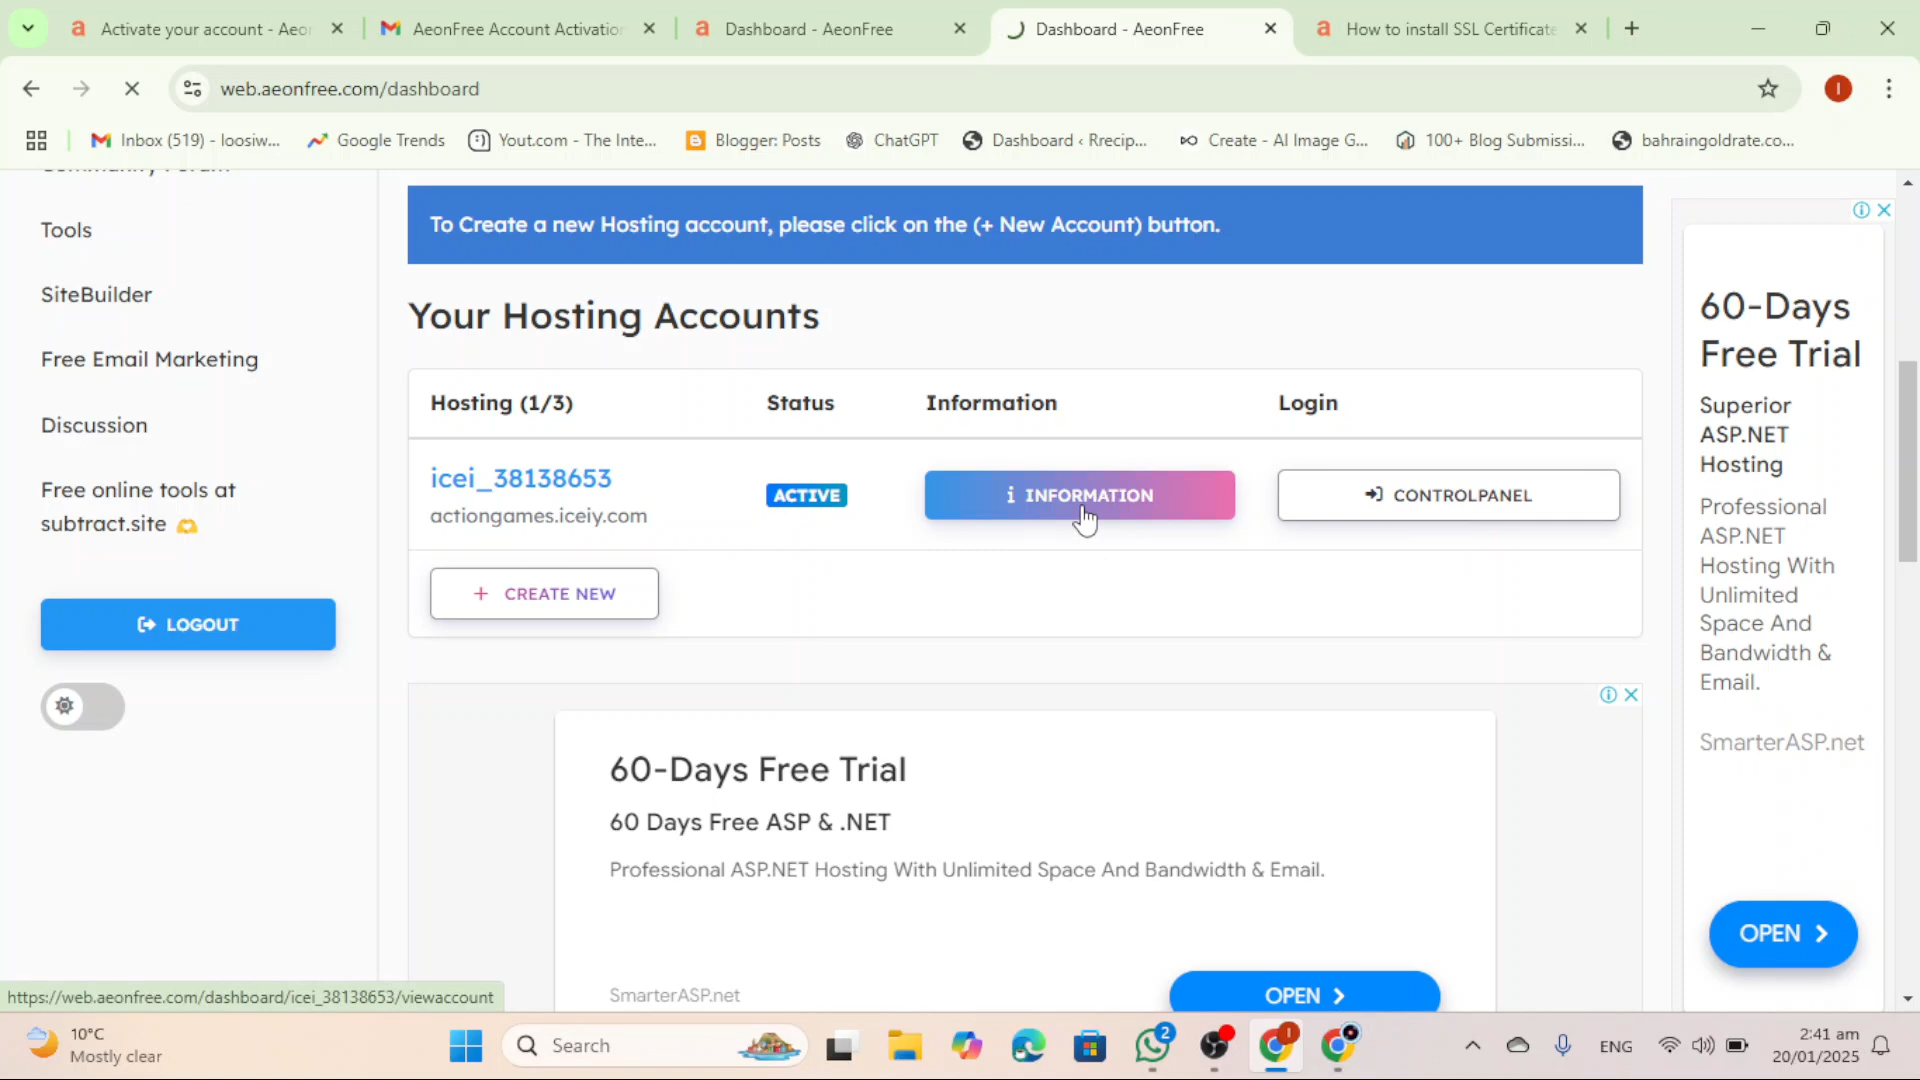 Activate your account - Aeon
AeonFree Account Activation
Dashboard - AeonFree
Dashboard - AeonFree
How to install SSL Certificate
web.aeonfree.com/dashboard
I
Inbox (519) - loosiw...
Google Trends
Yout.com - The Inte...
Blogger: Posts
ChatGPT
Dashboard ‹ Rrecip...
Create - AI Image G...
100+ Blog Submissi...
bahraingoldrate.co...
Community Forum
Tools
SiteBuilder
Free Email Marketing
Discussion
Free online tools at
subtract.site
LOGOUT
To Create a new Hosting account, please click on the (+ New Account) button.
Your Hosting Accounts
Hosting (1/3)
Status
Information
Login
icei_38138653
actiongames.iceiy.com
ACTIVE
i INFORMATION
CONTROLPANEL
+ CREATE NEW
60-Days Free Trial
60 Days Free ASP & .NET
Professional ASP.NET Hosting With Unlimited Space And Bandwidth & Email.
SmarterASP.net
OPEN
60-Days
Free Trial
Superior
ASP.NET
Hosting
Professional
ASP.NET
Hosting With
Unlimited
Space And
Bandwidth &
Email.
SmarterASP.net
OPEN
https://web.aeonfree.com/dashboard/icei_38138653/viewaccount
10°C
Mostly clear
Search
2
1
ENG
2:41 am
20/01/2025